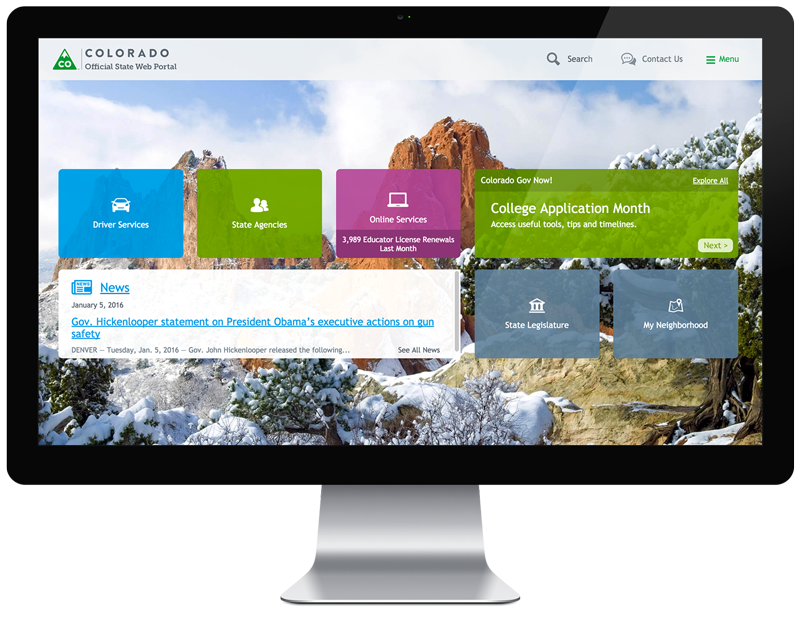 CO
COLORADO
Official State Web Portal
Search
Contact Us
Menu
Driver Services
State Agencies
Online Services
3,989 Educator License Renewals
Last Month
Colorado Gov Now!
Explore All
College Application Month
Access useful tools, tips and timelines.
Next >
NEWS
News
January 5, 2016
Gov. Hickenlooper statement on President Obama's executive actions on gun
safety
DENVER — Tuesday, Jan. 5, 2016 — Gov. John Hickenlooper released the following...
See All News
State Legislature
My Neighborhood